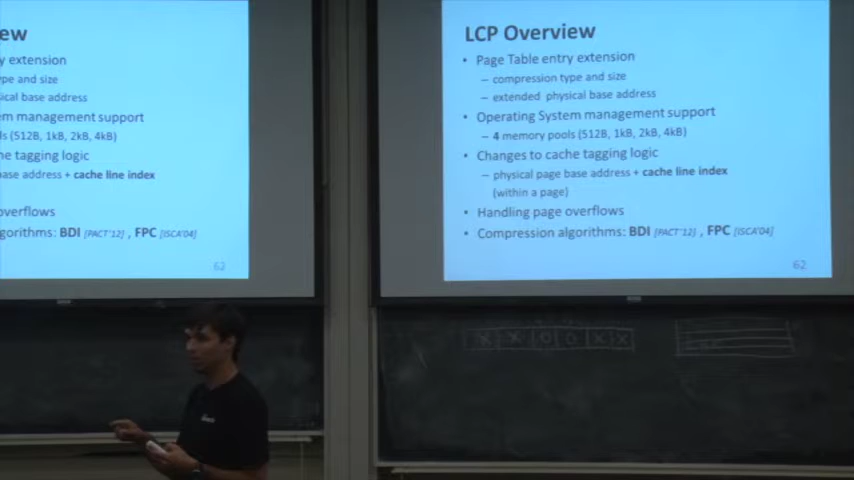 ew
y extension
ype and size
ical base address
m management support
ls (512B, 1kB, 2kB, 4kB)
he tagging logic
base address + cache line index
overflows
gorithms: BDI [PACT'12] , FPC [ISCA'04]
62
LCP Overview
• Page Table entry extension
– compression type and size
– extended physical base address
• Operating System management support
– 4 memory pools (512B, 1kB, 2kB, 4kB)
• Changes to cache tagging logic
– physical page base address + cache line index
(within a page)
• Handling page overflows
• Compression algorithms: BDI [PACT'12] , FPC [ISCA'04]
62
X X 0 0 X X